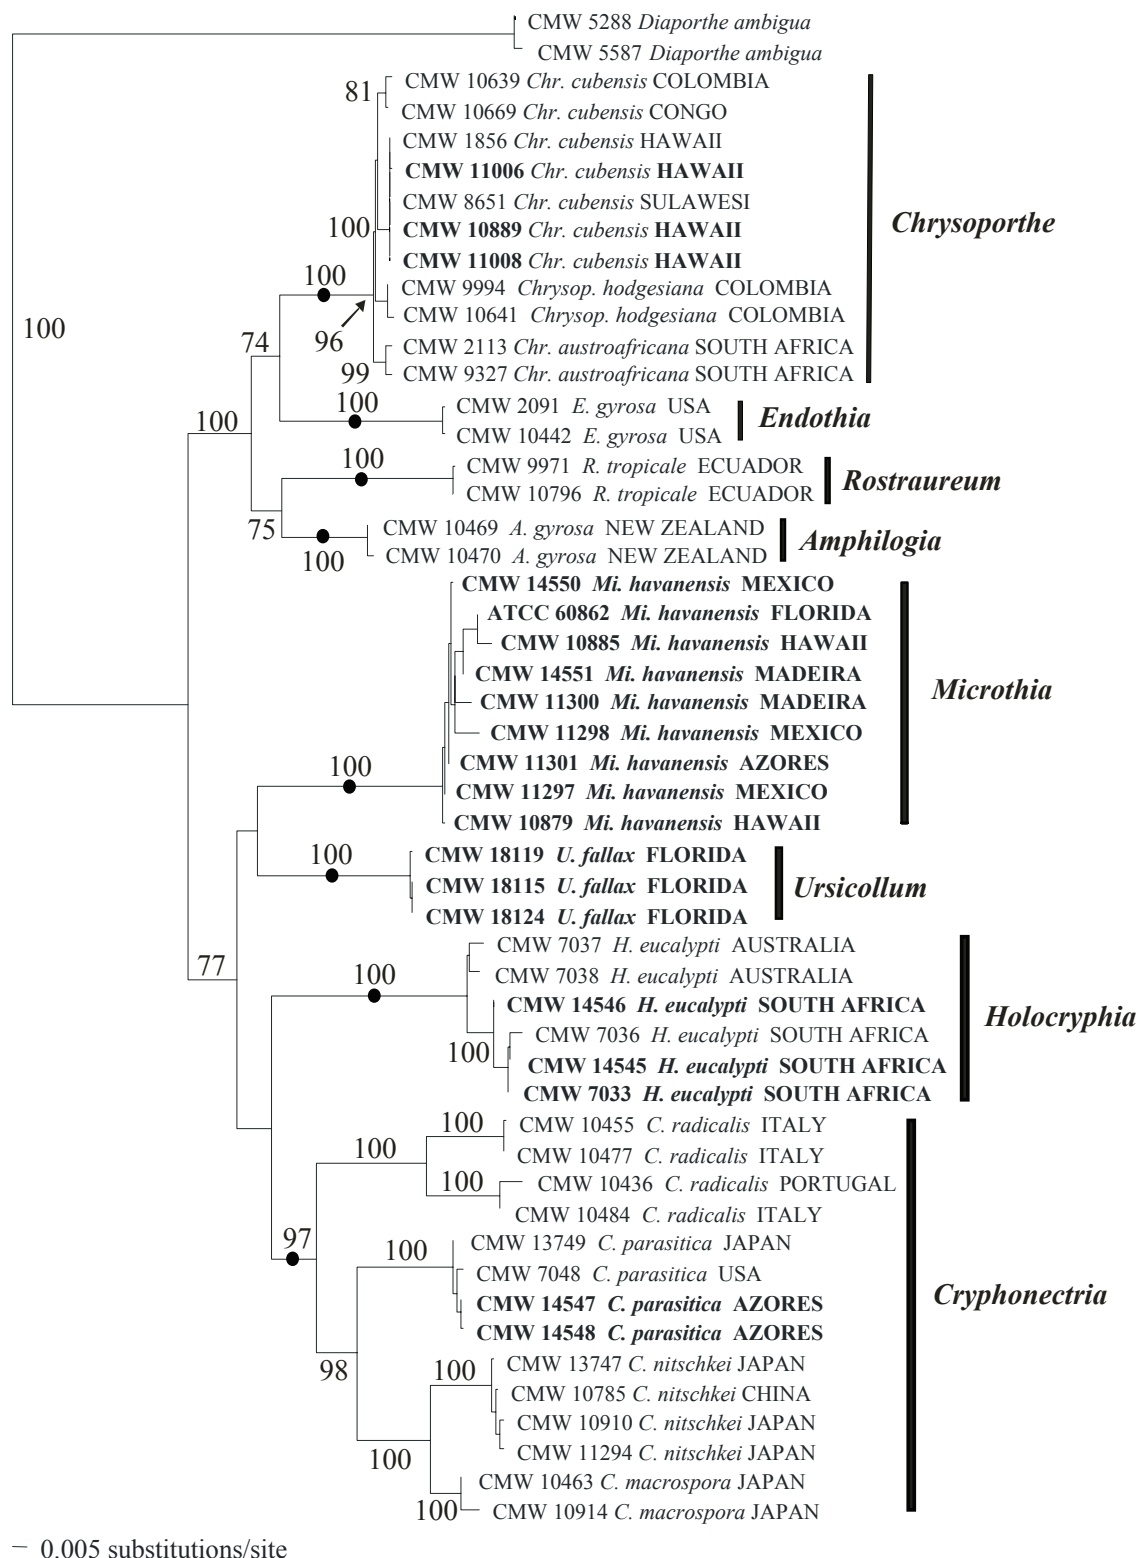 CMW 5288 Diaporthe ambigua
CMW 5587 Diaporthe ambigua
CMW 10639 Chr. cubensis COLOMBIA
81
CMW 10669 Chr. cubensis CONGO
CMW 1856 Chr. cubensis HAWAII
CMW 11006 Chr. cubensis HAWAII
CMW 8651 Chr. cubensis SULAWESI
Chrysoporthe
100
CMW 10889 Chr. cubensis HAWAII
CMW 11008 Chr. cubensis HAWAII
100
CMW 9994 Chrysop. hodgesiana COLOMBIA
CMW 10641 Chrysop. hodgesiana COLOMBIA
100
74
96
CMW 2113 Chr. austroafricana SOUTH AFRICA
99
CMW 9327 Chr. austroafricana SOUTH AFRICA
100
CMW 2091 E. gyrosa USA
Endothia
100
CMW 10442 E. gyrosa USA
100
CMW 9971 R. tropicale ECUADOR
Rostraureum
CMW 10796 R. tropicale ECUADOR
75
CMW 10469 A. gyrosa NEW ZEALAND
Amphilogia
100
CMW 10470 A. gyrosa NEW ZEALAND
CMW 14550 Mi. havanensis MEXICO
ATCC 60862 Mi. havanensis FLORIDA
CMW 10885 Mi. havanensis HAWAII
CMW 14551 Mi. havanensis MADEIRA
Microthia
CMW 11300 Mi. havanensis MADEIRA
CMW 11298 Mi. havanensis MEXICO
CMW 11301 Mi. havanensis AZORES
100
CMW 11297 Mi. havanensis MEXICO
CMW 10879 Mi. havanensis HAWAII
100
CMW 18119 U. fallax FLORIDA
CMW 18115 U. fallax FLORIDA
Ursicollum
CMW 18124 U. fallax FLORIDA
CMW 7037 H. eucalypti AUSTRALIA
77
100
CMW 7038 H. eucalypti AUSTRALIA
CMW 14546 H. eucalypti SOUTH AFRICA
Holocryphia
CMW 7036 H. eucalypti SOUTH AFRICA
100
CMW 14545 H. eucalypti SOUTH AFRICA
CMW 7033 H. eucalypti SOUTH AFRICA
100
CMW 10455 C. radicalis ITALY
100
CMW 10477 C. radicalis ITALY
100
CMW 10436 C. radicalis PORTUGAL
CMW 10484 C. radicalis ITALY
97
100
CMW 13749 C. parasitica JAPAN
CMW 7048 C. parasitica USA
Cryphonectria
CMW 14547 C. parasitica AZORES
CMW 14548 C. parasitica AZORES
98
100
CMW 13747 C. nitschkei JAPAN
CMW 10785 C. nitschkei CHINA
CMW 10910 C. nitschkei JAPAN
100
CMW 11294 C. nitschkei JAPAN
CMW 10463 C. macrospora JAPAN
100
CMW 10914 C. macrospora JAPAN
0.005 substitutions/site